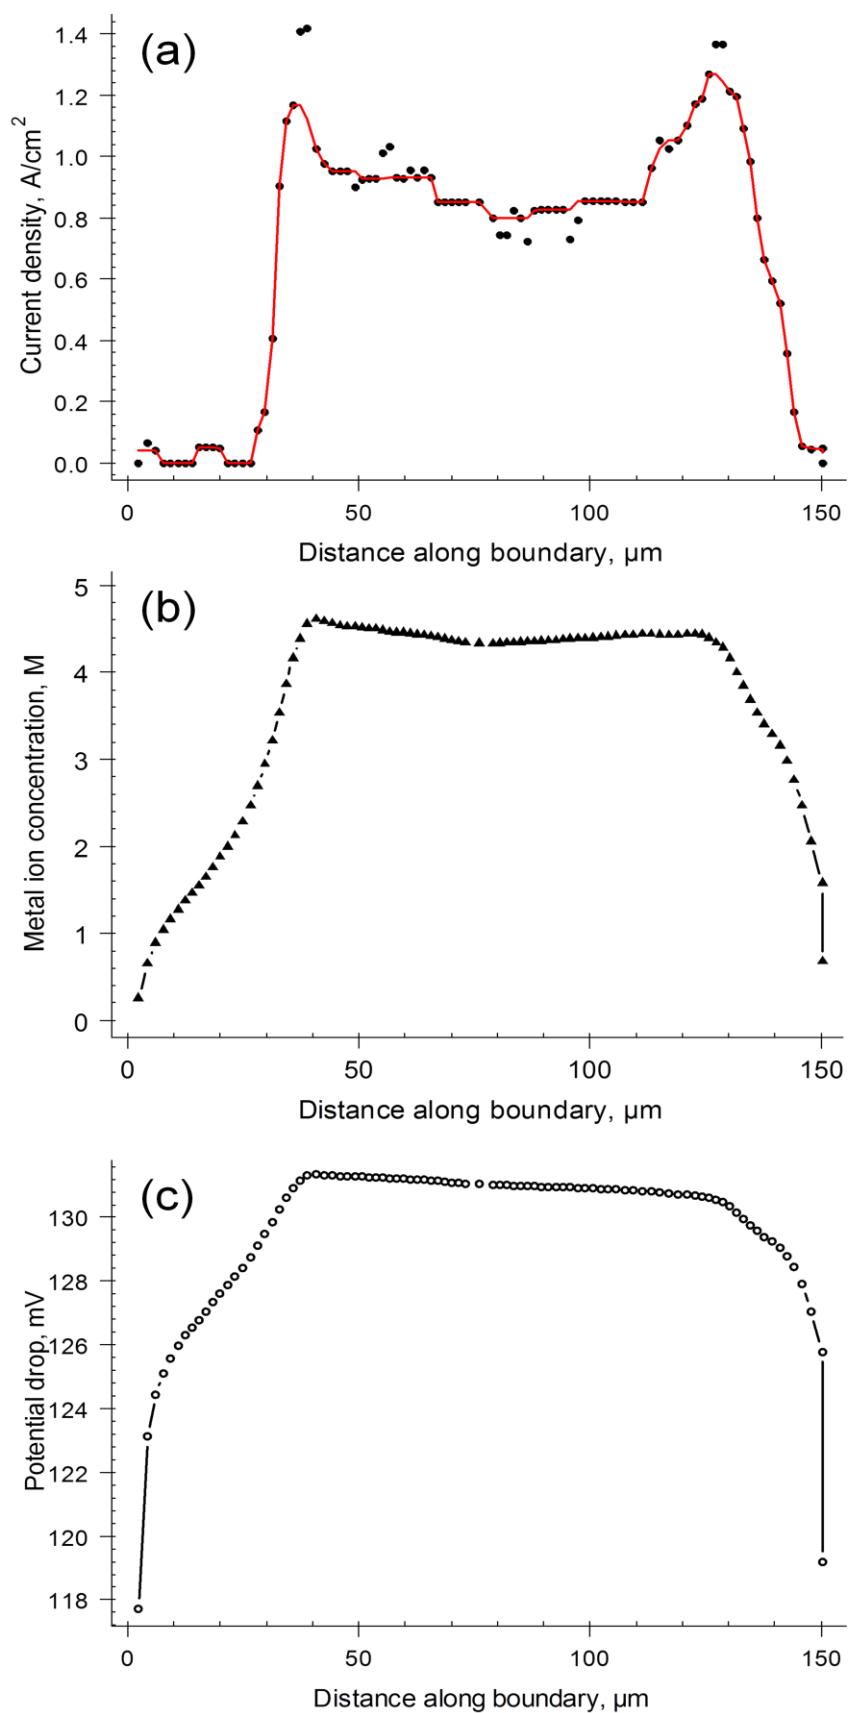 (a)
Current density, A/cm²
1.4
1.2
1.0
0.8
0.6
0.4
0.2
0.0
0 50 100 150
Distance along boundary, µm
(b)
Metal ion concentration, M
5
4
3
2
1
0
0 50 100 150
Distance along boundary, µm
(c)
Potential drop, mV
130
128
126
124
122
120
118
0 50 100 150
Distance along boundary, µm